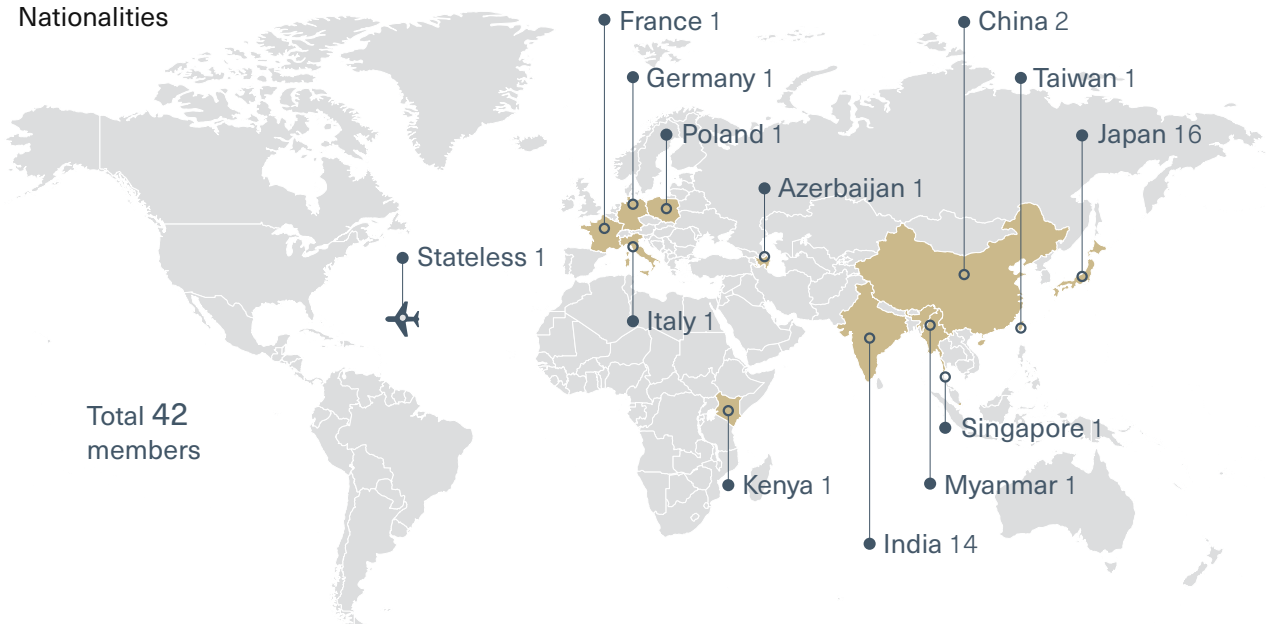 Nationalities
France 1
China 2
Germany 1
Taiwan 1
Poland 1
Japan 16
Azerbaijan 1
Stateless 1
Italy 1
Total 42
members
Singapore 1
Kenya 1
Myanmar 1
India 14